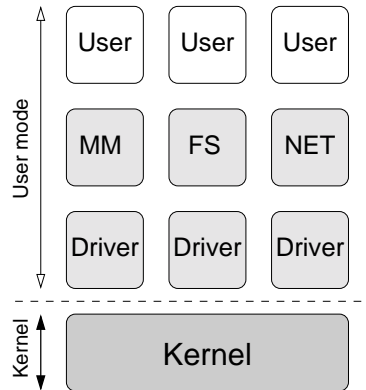 User User User
User mode
MM FS NET
Driver Driver Driver
Kernel
Kernel